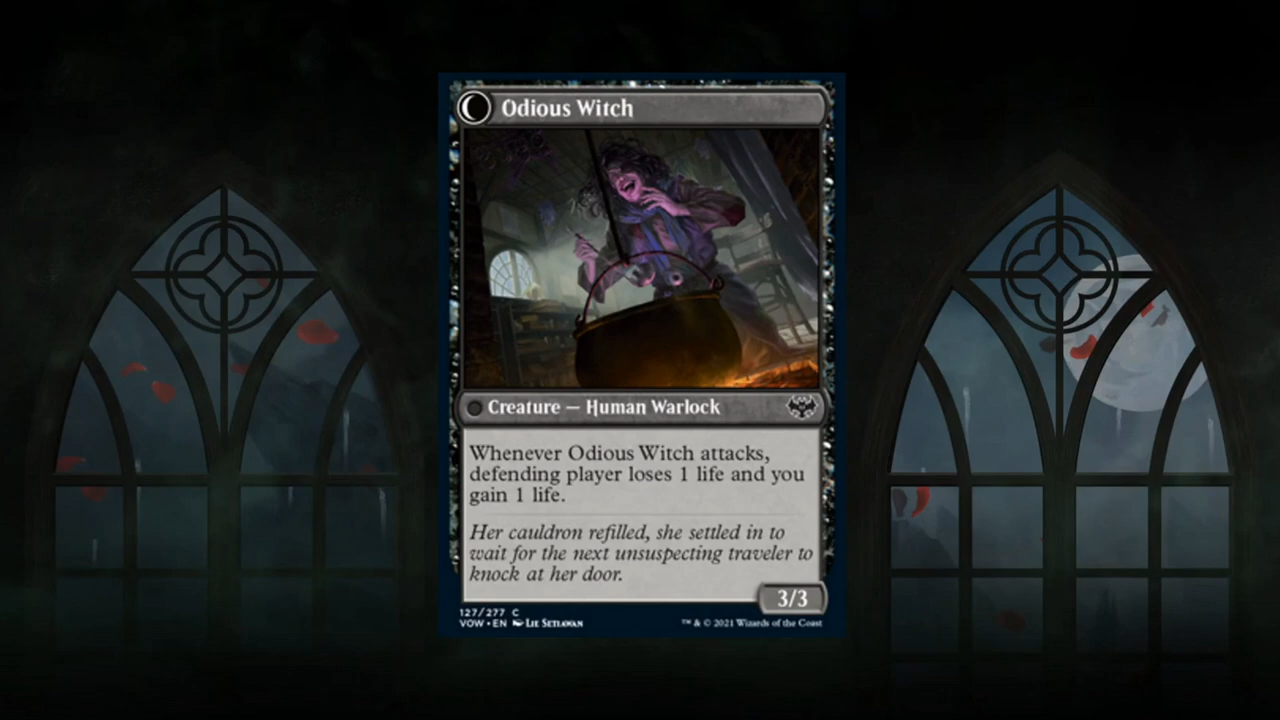 Odious Witch
Creature — Human Warlock
Whenever Odious Witch attacks,
defending player loses 1 life and you
gain 1 life.
Her cauldron refilled, she settled in to
wait for the next unsuspecting traveler to
knock at her door.
3/3
127/277 C
VOW • EN Lie Setiawan
™ & © 2021 Wizards of the Coast